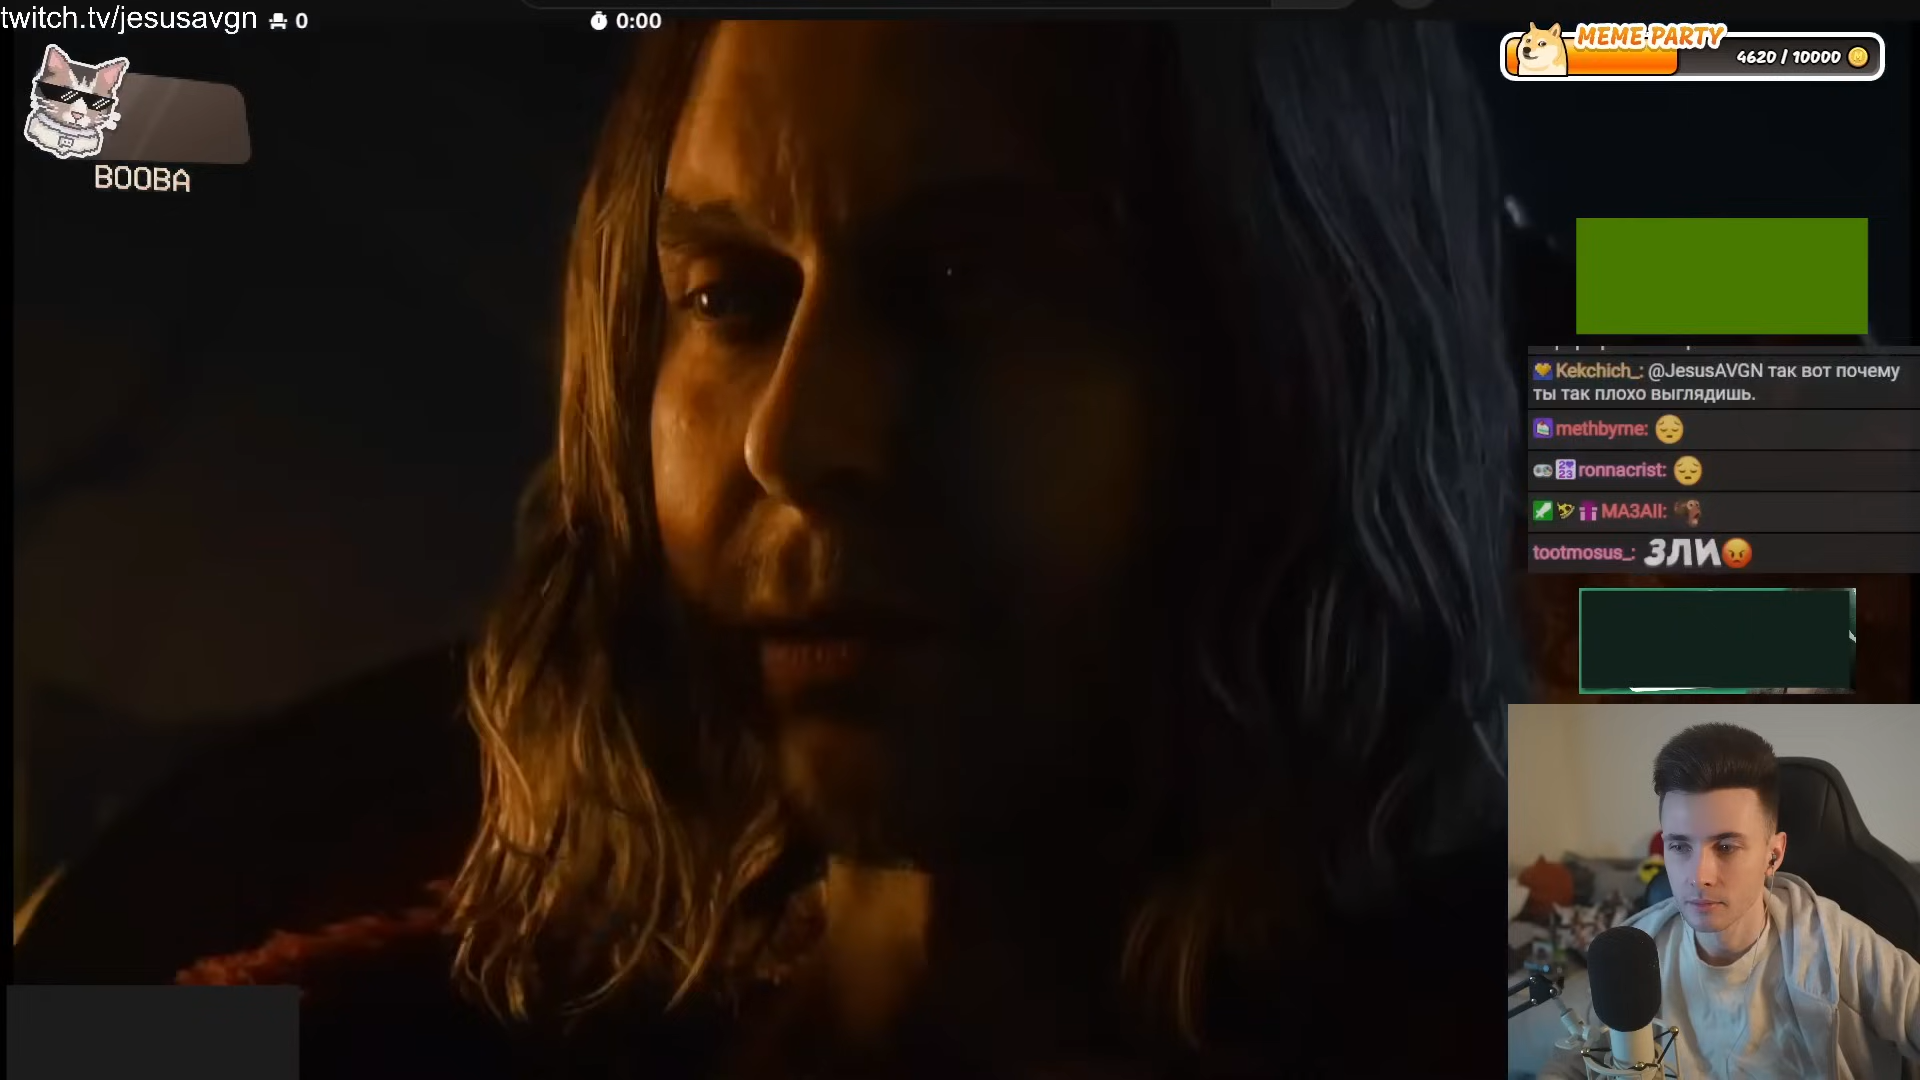 twitch.tv/jesusavgn 0
0:00
MEME PARTY
4620 / 10000
BOOBA
Kekchich_: @JesusAVGN так вот почему
ты так плохо выглядишь.
methbyrne:
ronnacrist:
MA3AII:
tootmosus_: ЗЛИ